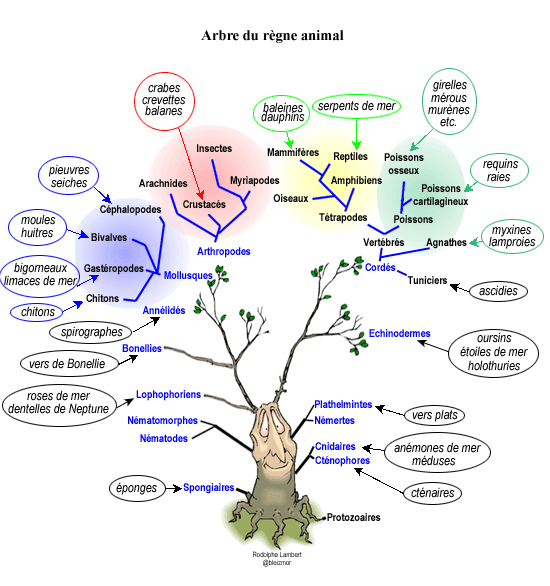 Arbre du règne animal
crabes
crevettes
balanes
baleines
dauphins
serpents de mer
girelles
mérous
murènes
etc.
Insectes
Mammifères
Reptiles
Poissons
osseux
requins
raies
pieuvres
seiches
Arachnides
Myriapodes
Amphibiens
Poissons
cartilagineux
Oiseaux
Crustacés
Céphalopodes
Tétrapodes
Poissons
moules
huitres
Bivalves
Arthropodes
Vertébrés
Agnathes
myxines
lamproies
bigorneaux
limaces de mer
Gastéropodes
Mollusques
Cordés
Tuniciers
ascidies
chitons
Chitons
Annélidés
spirographes
Echinodermes
oursins
étoiles de mer
holothuries
Bonellies
vers de Bonellie
roses de mer
dentelles de Neptune
Lophophoriens
Plathelmintes
vers plats
Némertes
Nématomorphes
Nématodes
Cnidaires
anémones de mer
méduses
Cténophores
cténaires
éponges
Spongiaires
Protozoaires
Rodolphe Lambert
@blezmor